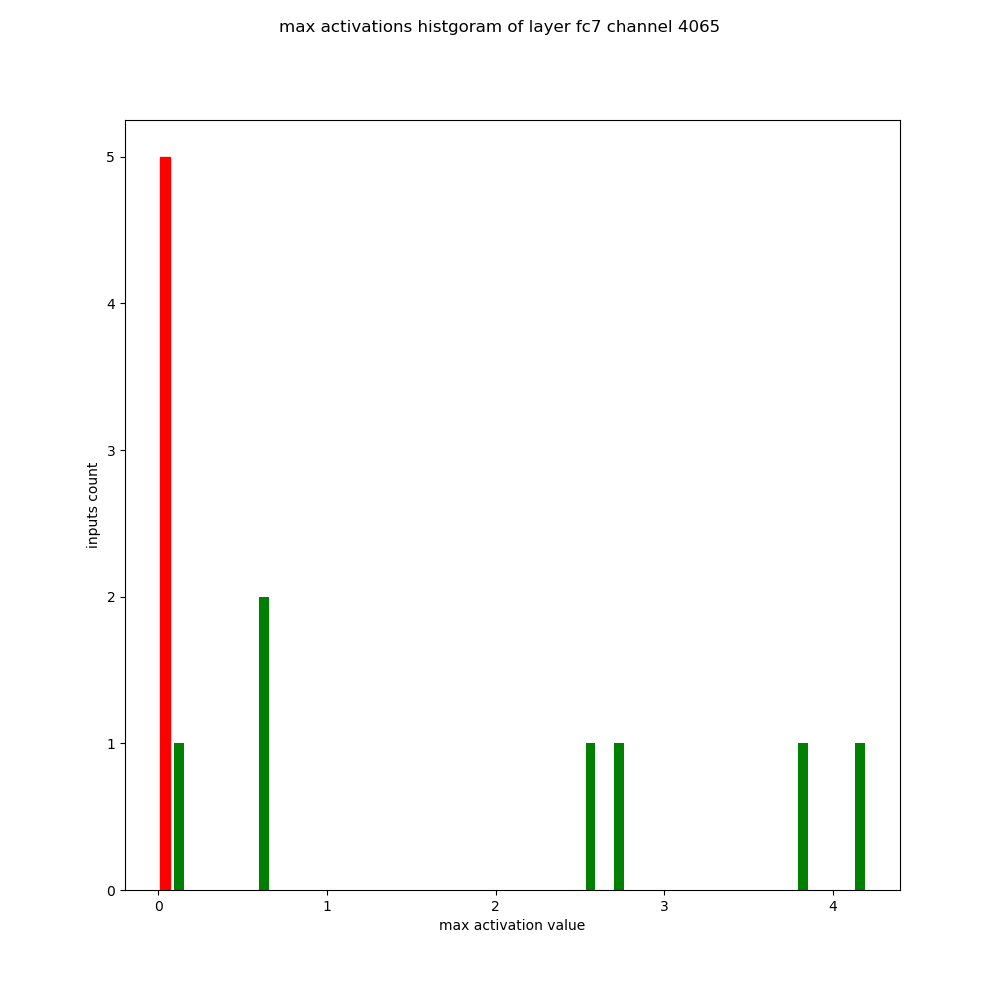 max activations histgoram of layer fc7 channel 4065
5
4
3
2
1
0
inputs count
0 1 2 3 4
max activation value